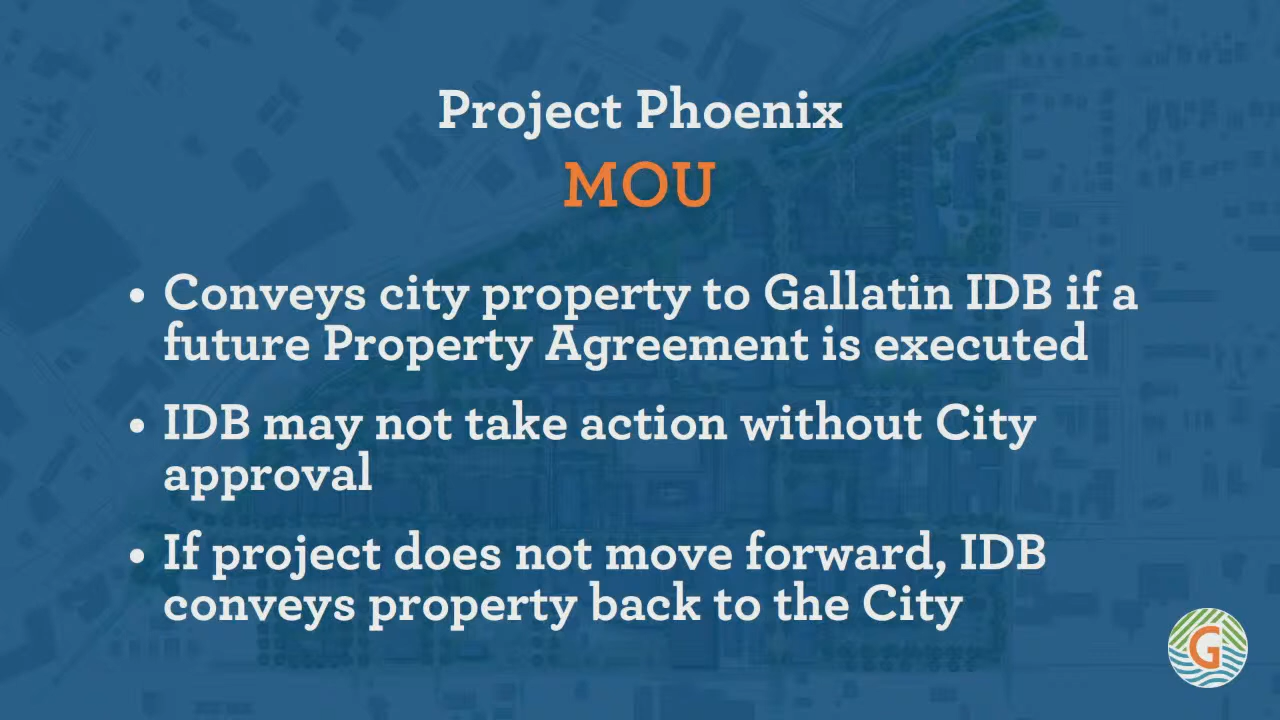 Project Phoenix
MOU
• Conveys city property to Gallatin IDB if a
future Property Agreement is executed
• IDB may not take action without City
approval
• If project does not move forward, IDB
conveys property back to the City
G